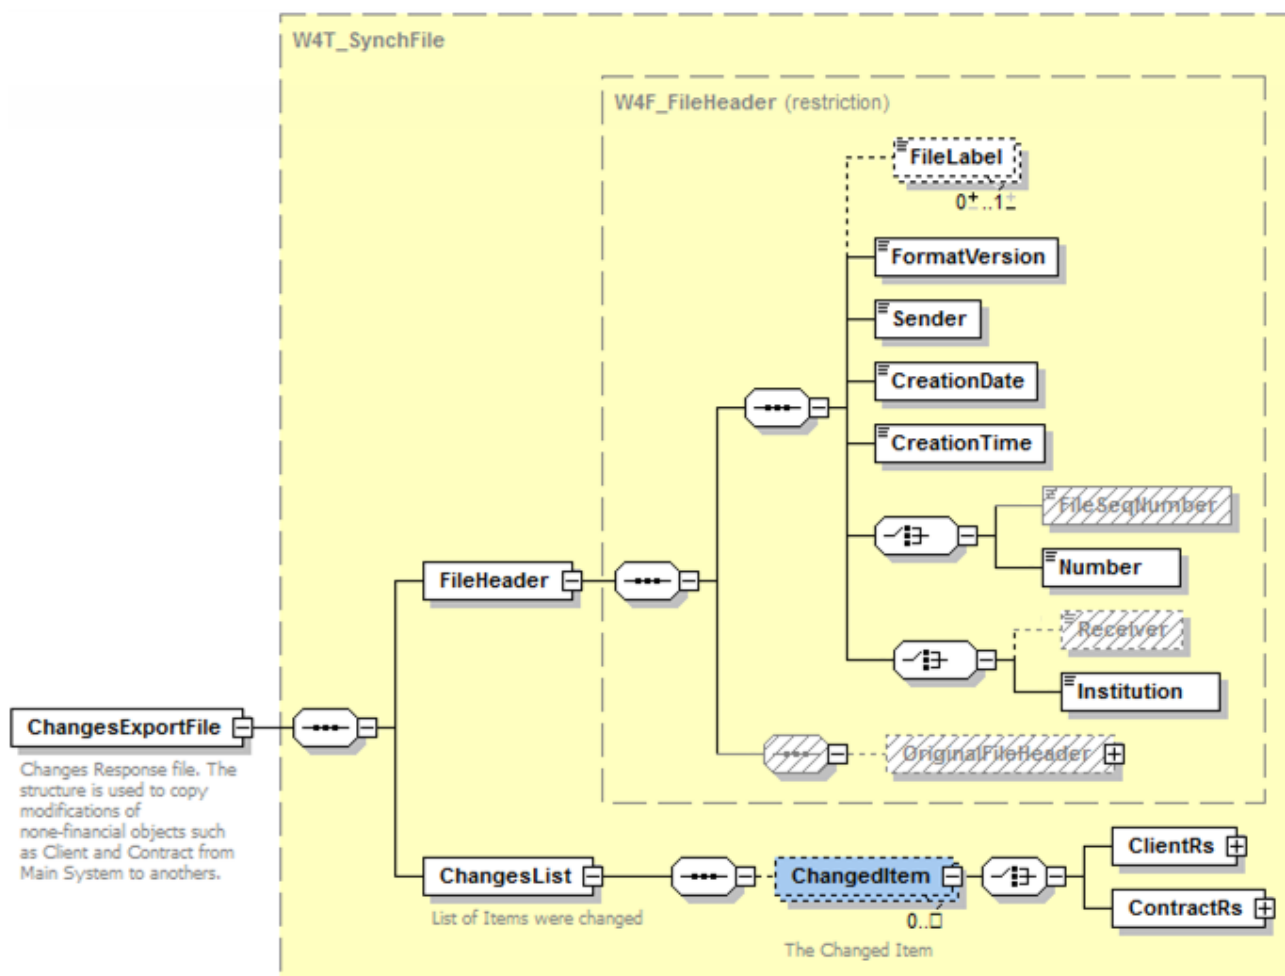 W4T_SynchFile
W4F_FileHeader (restriction)
FileLabel
0..1
FormatVersion
Sender
CreationDate
CreationTime
FileSeqNumber
Number
FileHeader
Receiver
Institution
ChangesExportFile
OriginalFileHeader
Changes Response file. The
structure is used to copy
modifications of
none-financial objects such
as Client and Contract from
Main System to anothers.
ClientRs
ChangesList
ChangedItem
ContractRs
List of Items were changed
0..□
The Changed Item